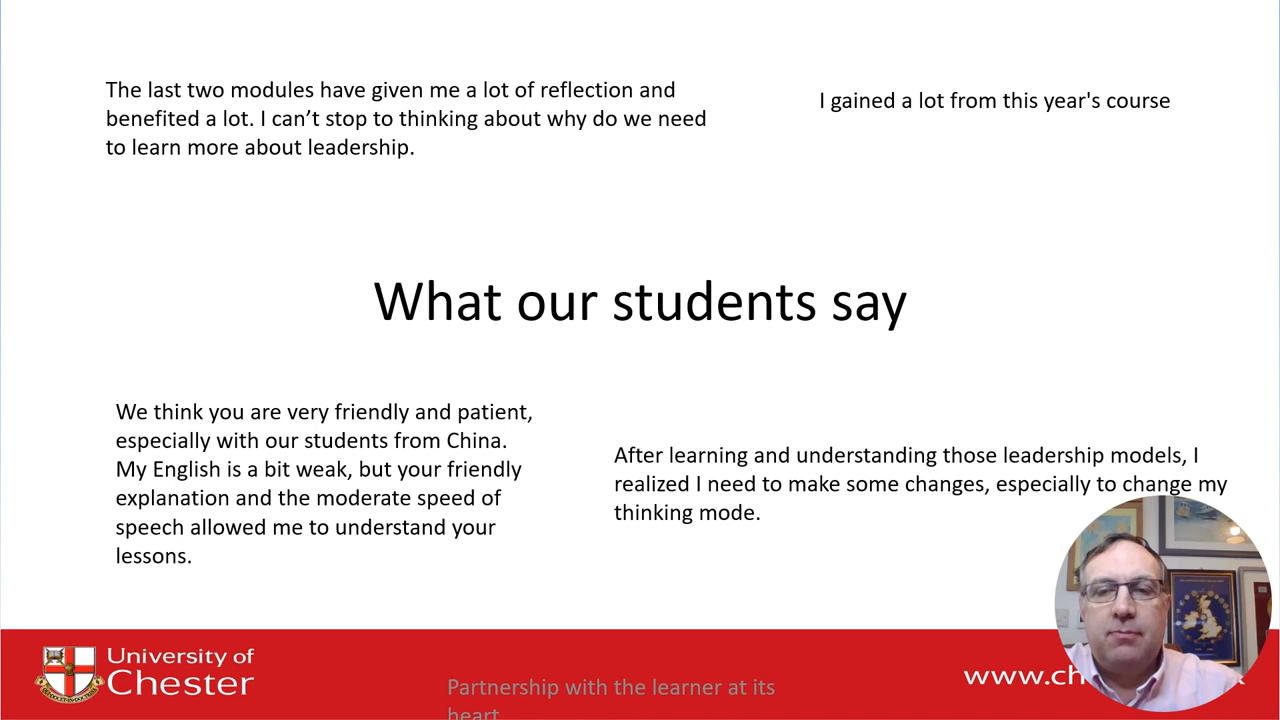 The last two modules have given me a lot of reflection and
benefited a lot. I can’t stop to thinking about why do we need
to learn more about leadership.
I gained a lot from this year's course
What our students say
We think you are very friendly and patient,
especially with our students from China.
My English is a bit weak, but your friendly
explanation and the moderate speed of
speech allowed me to understand your
lessons.
After learning and understanding those leadership models, I
realized I need to make some changes, especially to change my
thinking mode.
University of
Chester
Partnership with the learner at its
heart